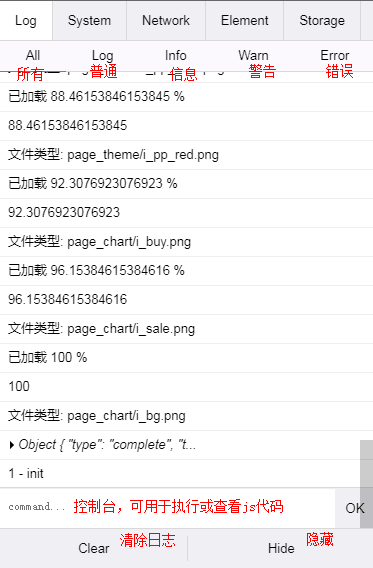 Log System Network Element Storage
All Log Info Warn Error
所有 普通 信息 警告 错误
已加载 88.46153846153845 %
88.46153846153845
文件类型: page_theme/i_pp_red.png
已加载 92.3076923076923 %
92.3076923076923
文件类型: page_chart/i_buy.png
已加载 96.15384615384616 %
96.15384615384616
文件类型: page_chart/i_sale.png
已加载 100 %
100
文件类型: page_chart/i_bg.png
Object { "type": "complete", "t...
1 - init
command... 控制台，可用于执行或查看js代码 OK
Clear 清除日志 Hide 隐藏